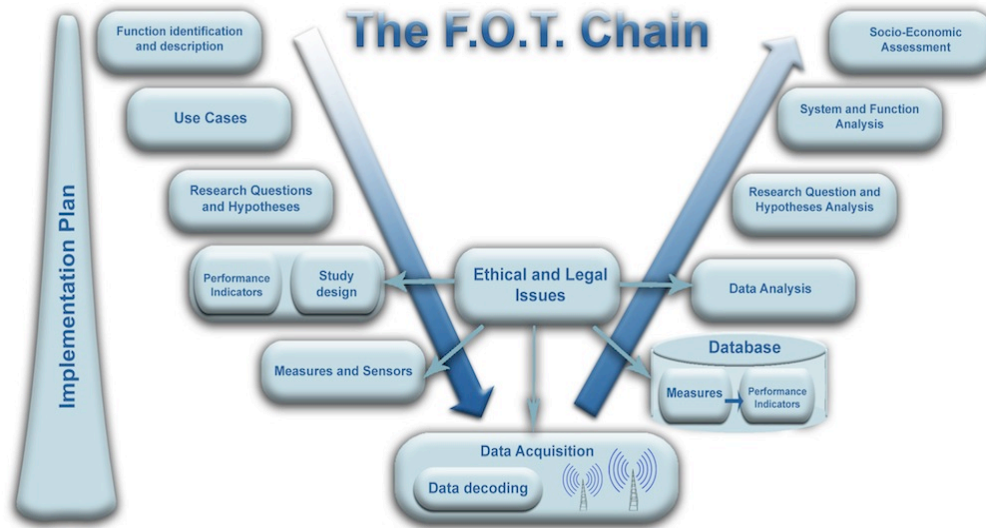 The F.O.T. Chain
Implementation Plan
Function identification
and description
Use Cases
Research Questions
and Hypotheses
Performance
Indicators
Study
design
Measures and Sensors
Ethical and Legal
Issues
Data Acquisition
Data decoding
Database
Measures
Performance
Indicators
Data Analysis
Research Question and
Hypotheses Analysis
System and Function
Analysis
Socio-Economic
Assessment